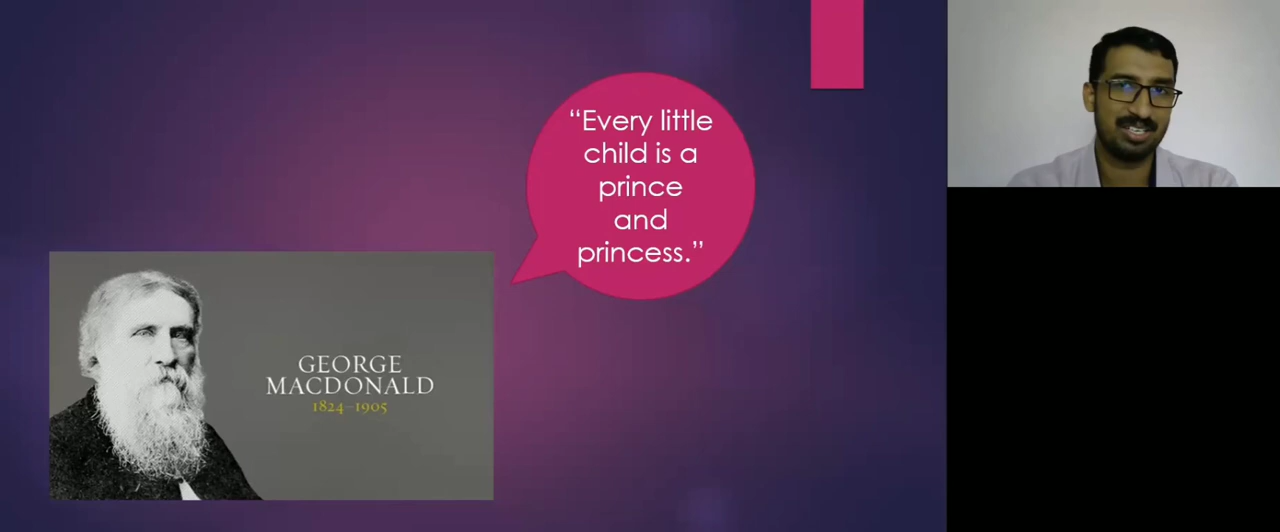 “Every little
child is a
prince
and
princess.”
GEORGE
MACDONALD
1824–1905